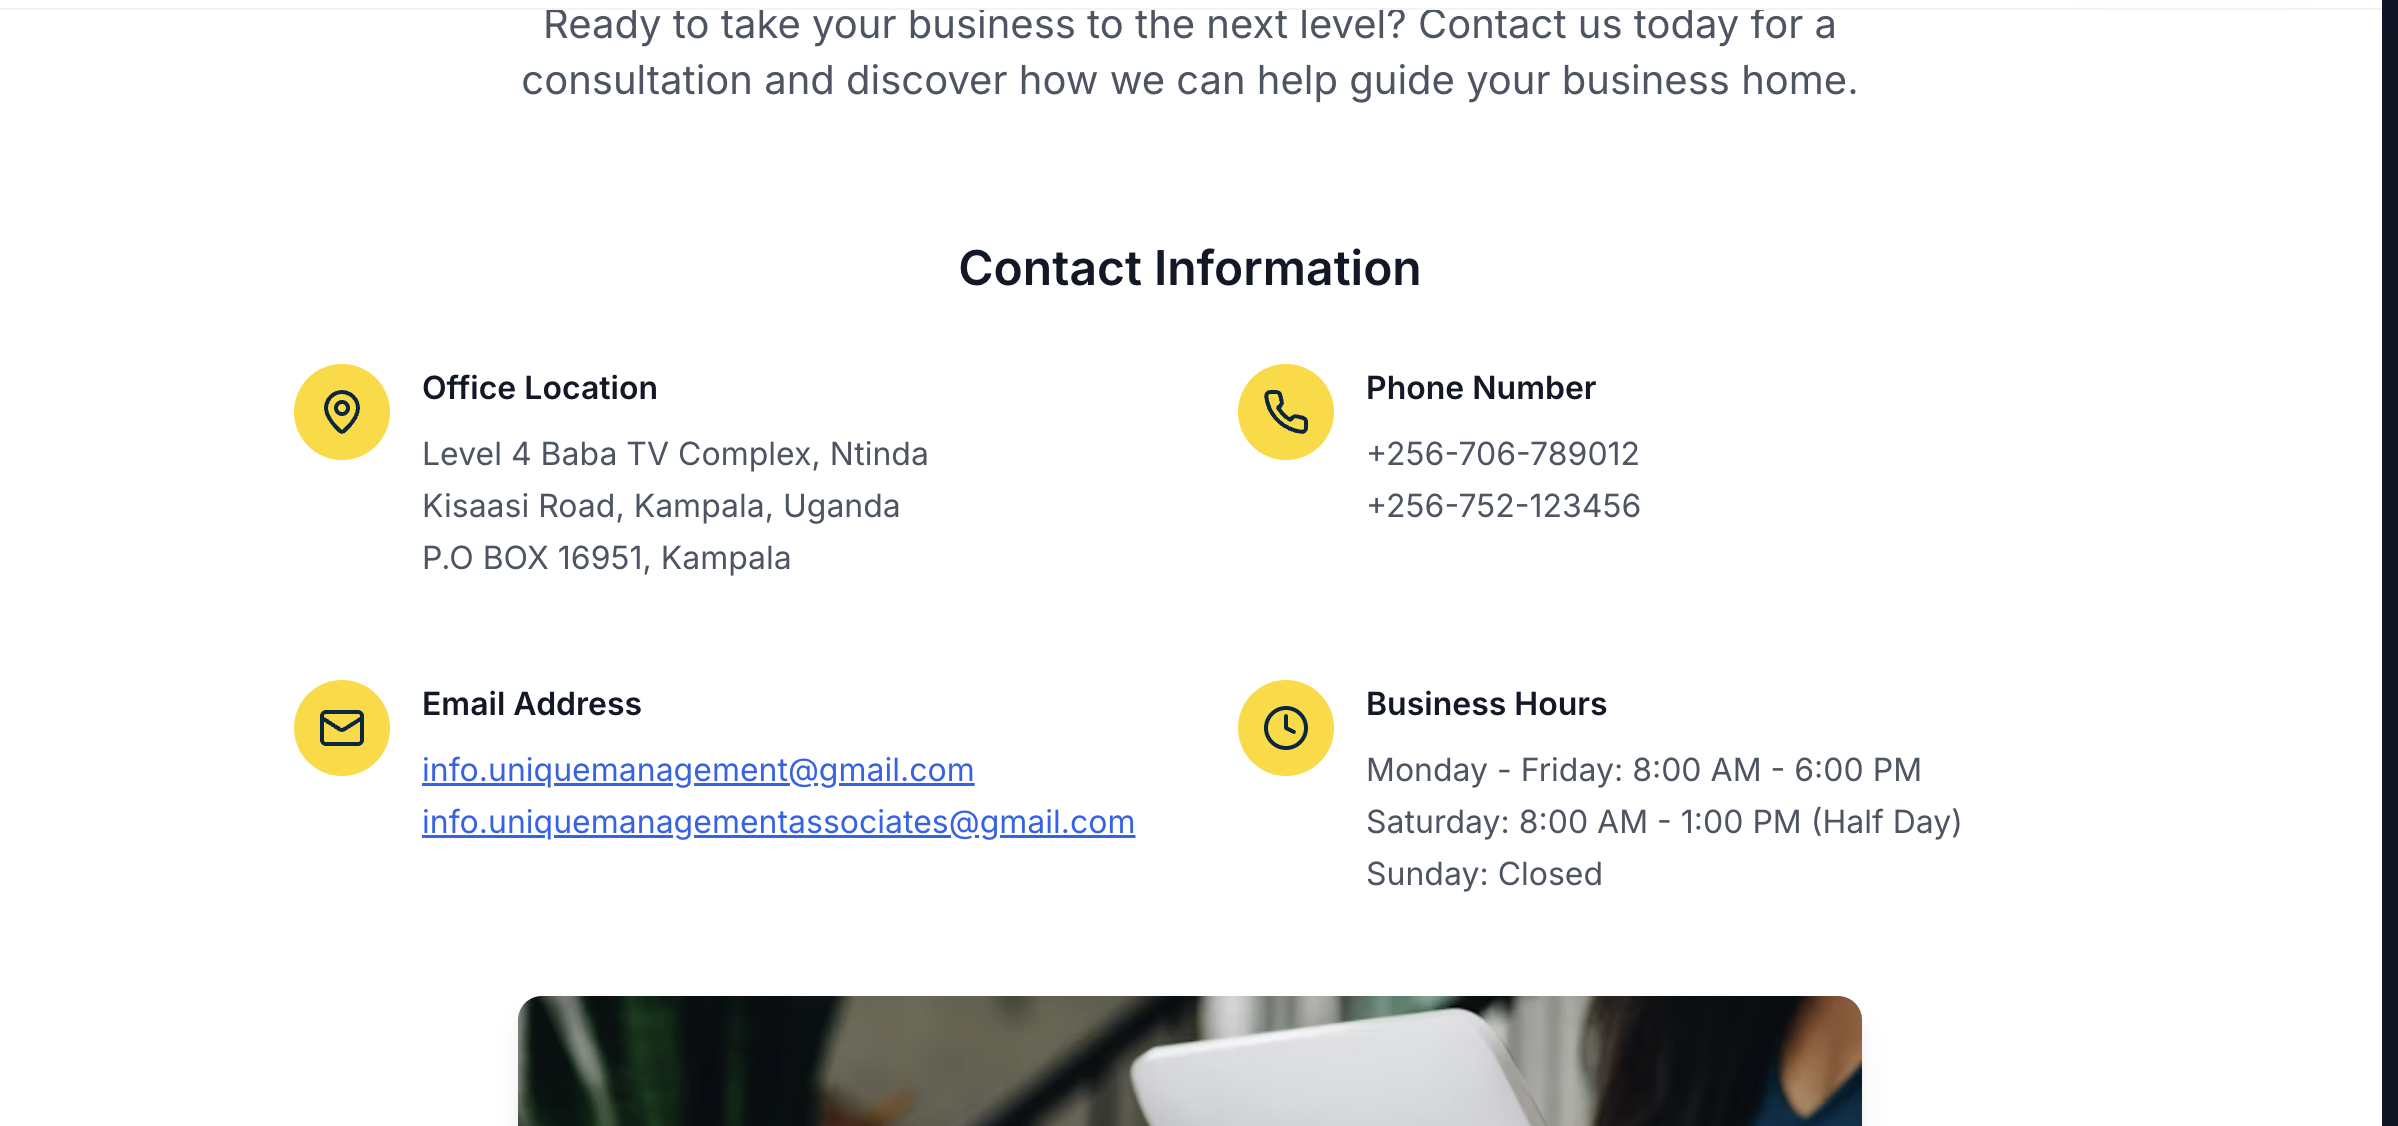 Ready to take your business to the next level? Contact us today for a
consultation and discover how we can help guide your business home.
Contact Information
Office Location
Level 4 Baba TV Complex, Ntinda
Kisaasi Road, Kampala, Uganda
P.O BOX 16951, Kampala
Phone Number
+256-706-789012
+256-752-123456
Email Address
info.uniquemanagement@gmail.com
info.uniquemanagementassociates@gmail.com
Business Hours
Monday - Friday: 8:00 AM - 6:00 PM
Saturday: 8:00 AM - 1:00 PM (Half Day)
Sunday: Closed